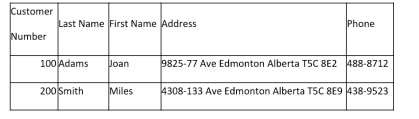 Customer Number Last Name First Name Address Phone
100 Adams Joan 9825-77 Ave Edmonton Alberta T5C 8E2 488-8712
200 Smith Miles 4308-133 Ave Edmonton Alberta T5C 8E9 438-9523